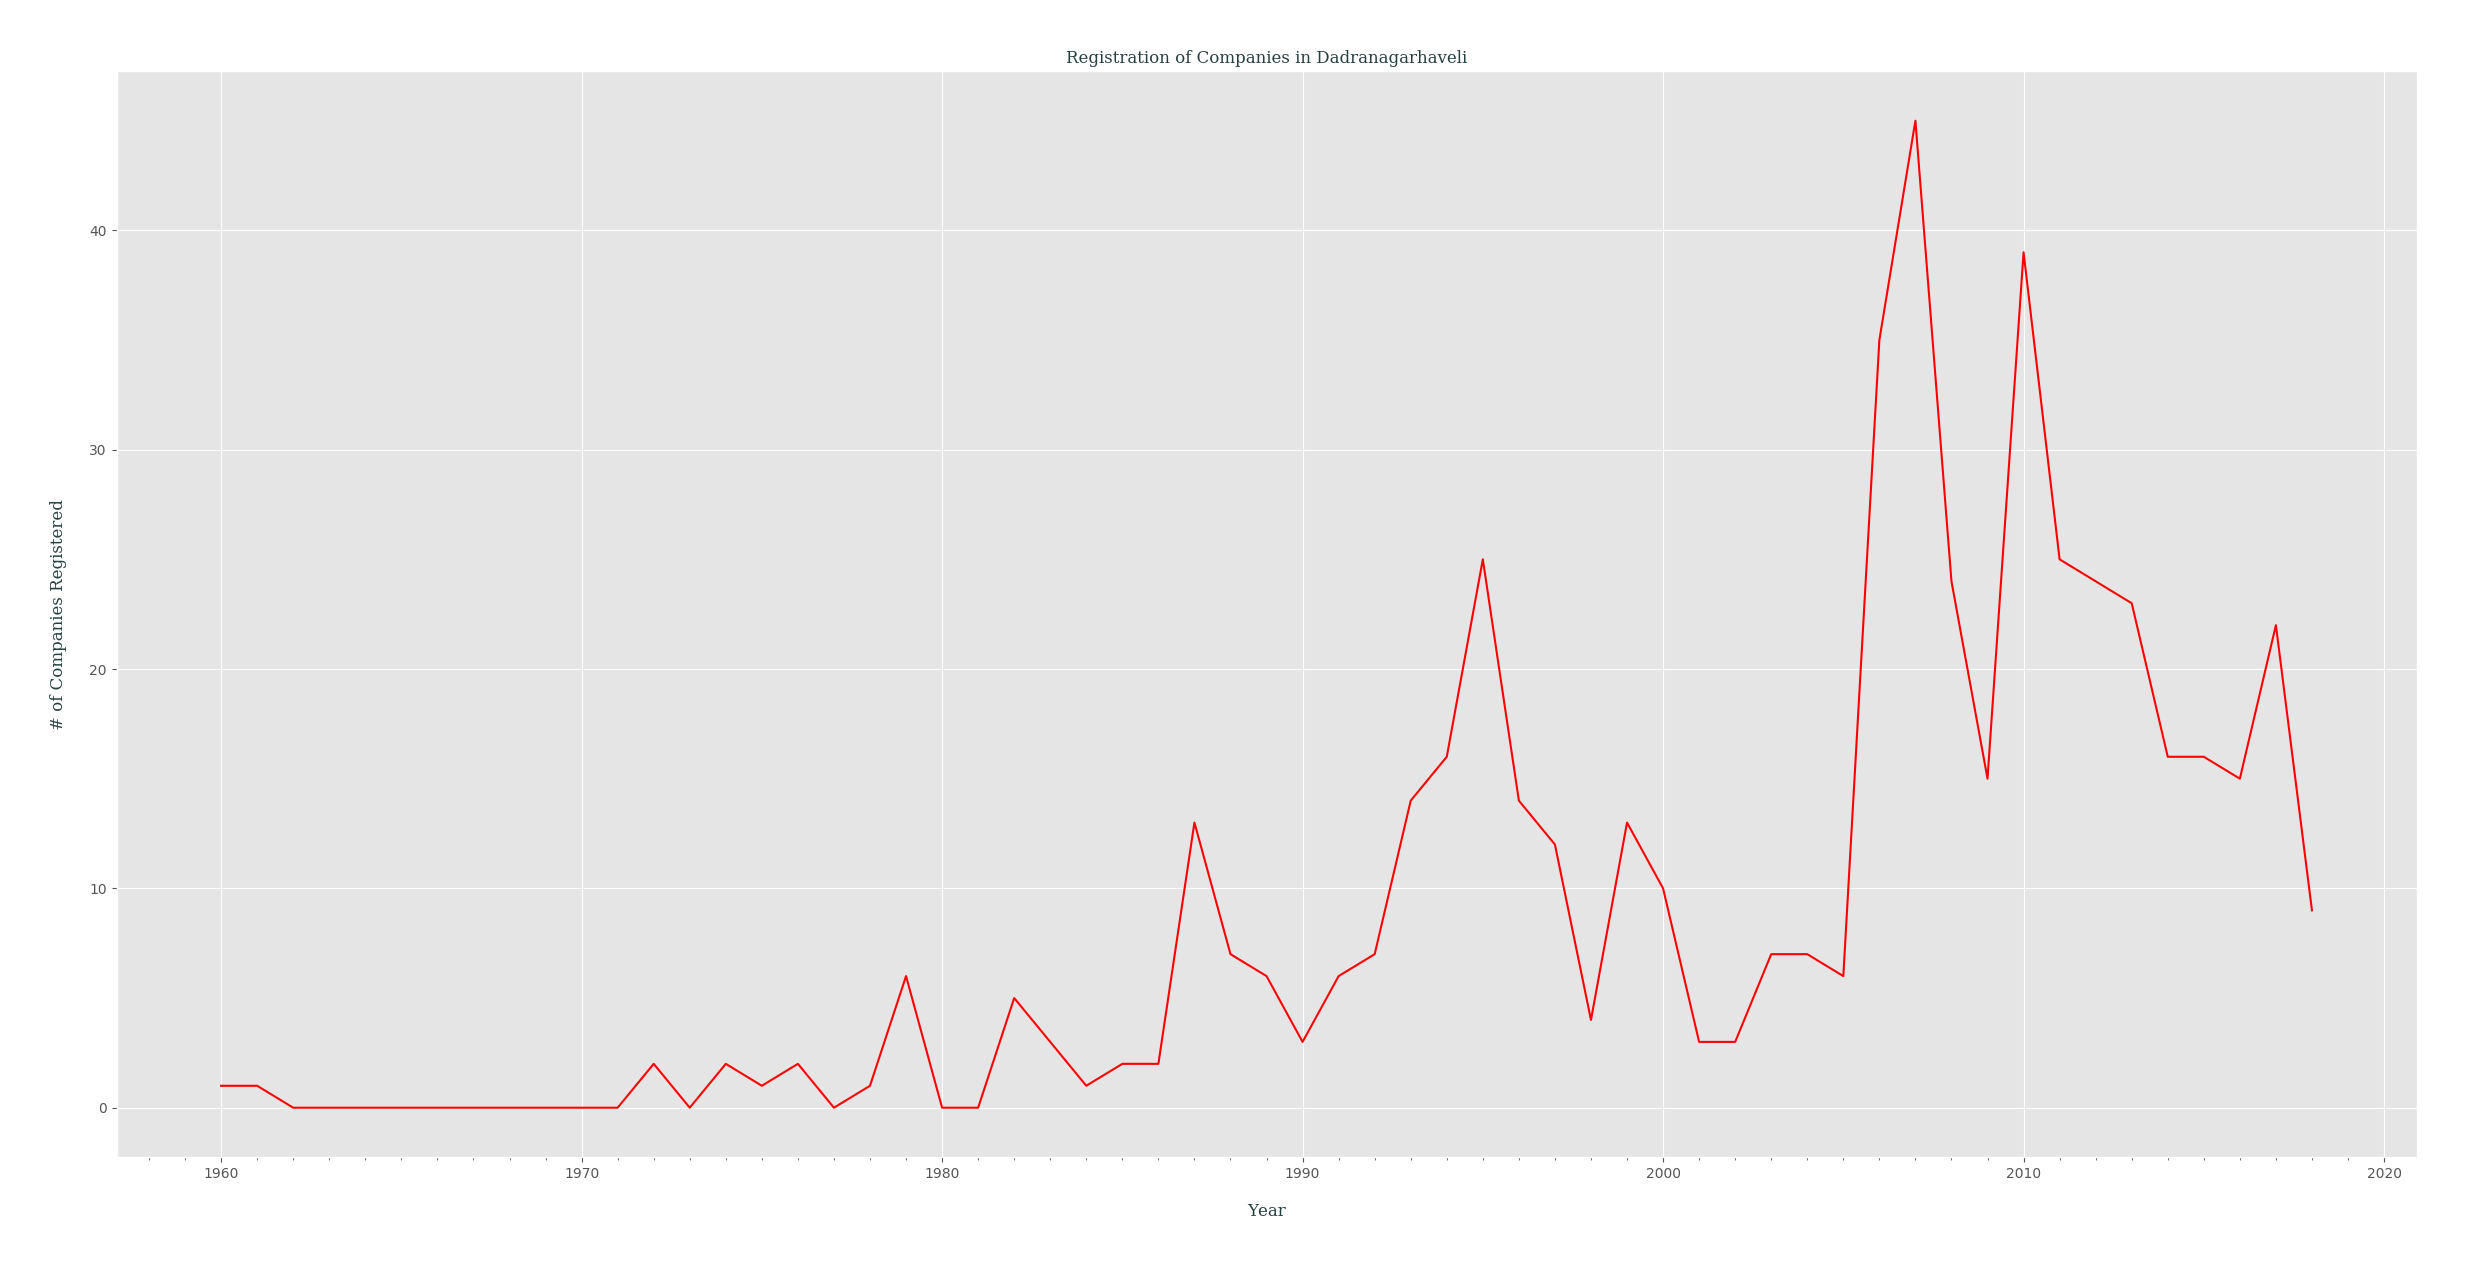 Registration of Companies in Dadranagarhaveli
# of Companies Registered
40
30
20
10
0
1960 1970 1980 1990 2000 2010 2020
Year